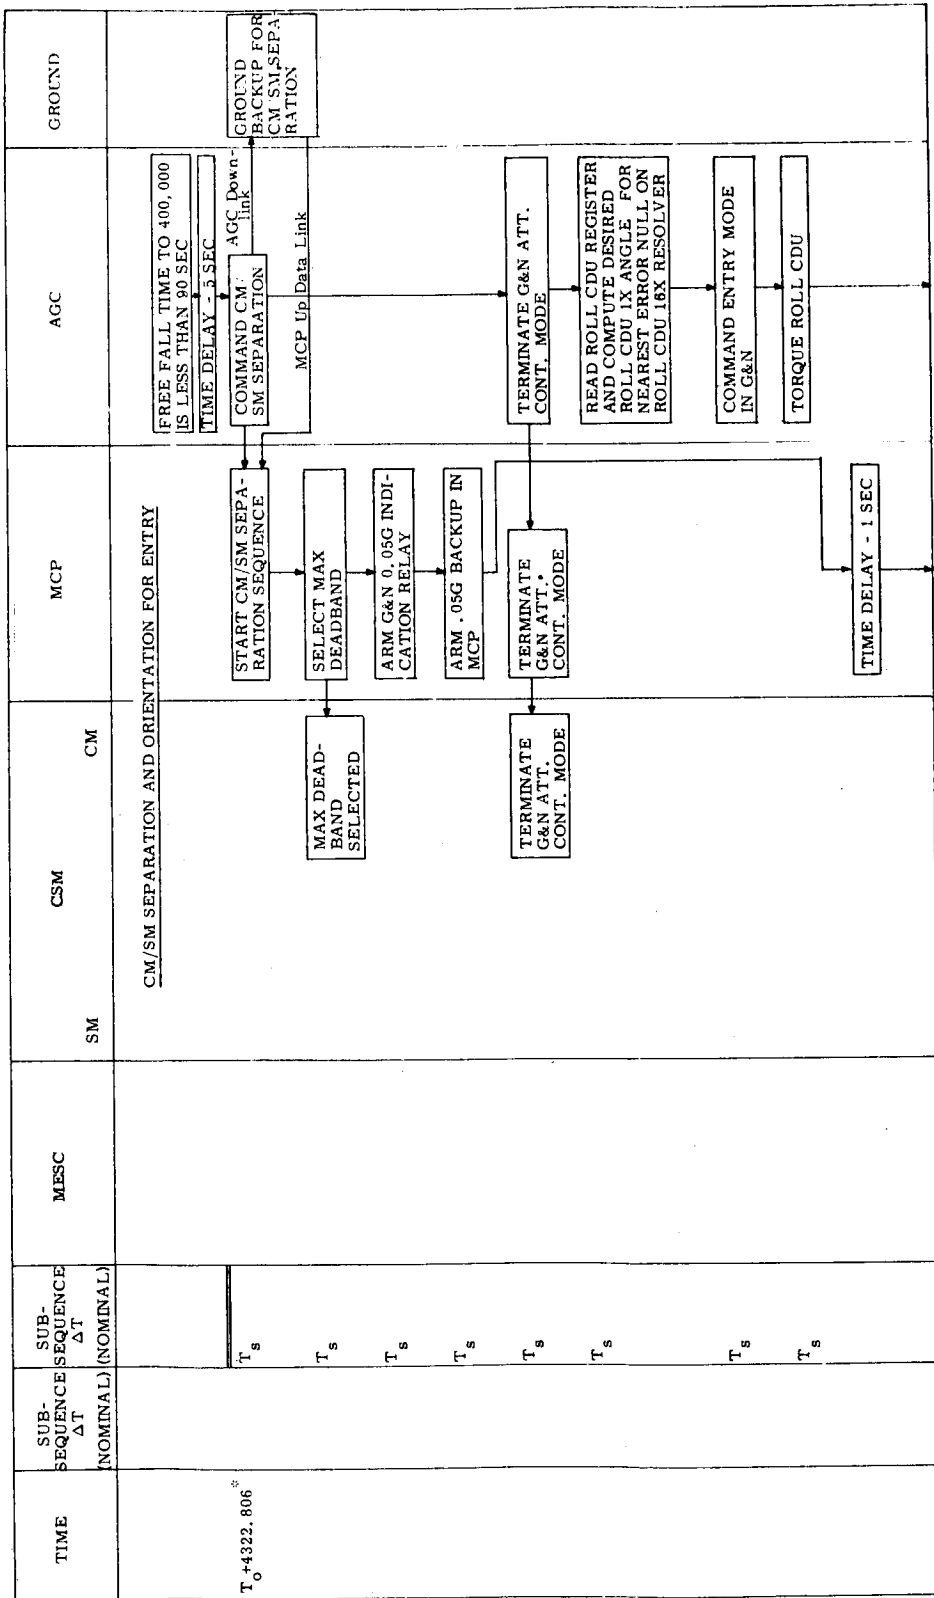 TIME
SUB-
SEQUENCE
ΔT
(NOMINAL)
SUB-
SEQUENCE
ΔT
(NOMINAL)
MESC
CSM
SM
CM
MCP
AGC
GROUND
CM/SM SEPARATION AND ORIENTATION FOR ENTRY
FREE FALL TIME TO 400,000
IS LESS THAN 90 SEC
TIME DELAY - 5 SEC
To+4322.806*
Ts
START CM/SM SEPA-
RATION SEQUENCE
COMMAND CM/
SM SEPARATION
AGC Down-
link
GROUND
BACKUP FOR
CM/SM SEPA
RATION
MCP Up Data Link
Ts
MAX DEAD-
BAND
SELECTED
SELECT MAX
DEADBAND
Ts
ARM G&N 0.05G INDI-
CATION RELAY
Ts
ARM .05G BACKUP IN
MCP
Ts
TERMINATE
G&N ATT.
CONT. MODE
TERMINATE
G&N ATT.
CONT. MODE
TERMINATE G&N ATT.
CONT. MODE
Ts
READ ROLL CDU REGISTER
AND COMPUTE DESIRED
ROLL CDU 1X ANGLE FOR
NEAREST ERROR NULL ON
ROLL CDU 16X RESOLVER
Ts
COMMAND ENTRY MODE
IN G&N
Ts
TORQUE ROLL CDU
TIME DELAY - 1 SEC